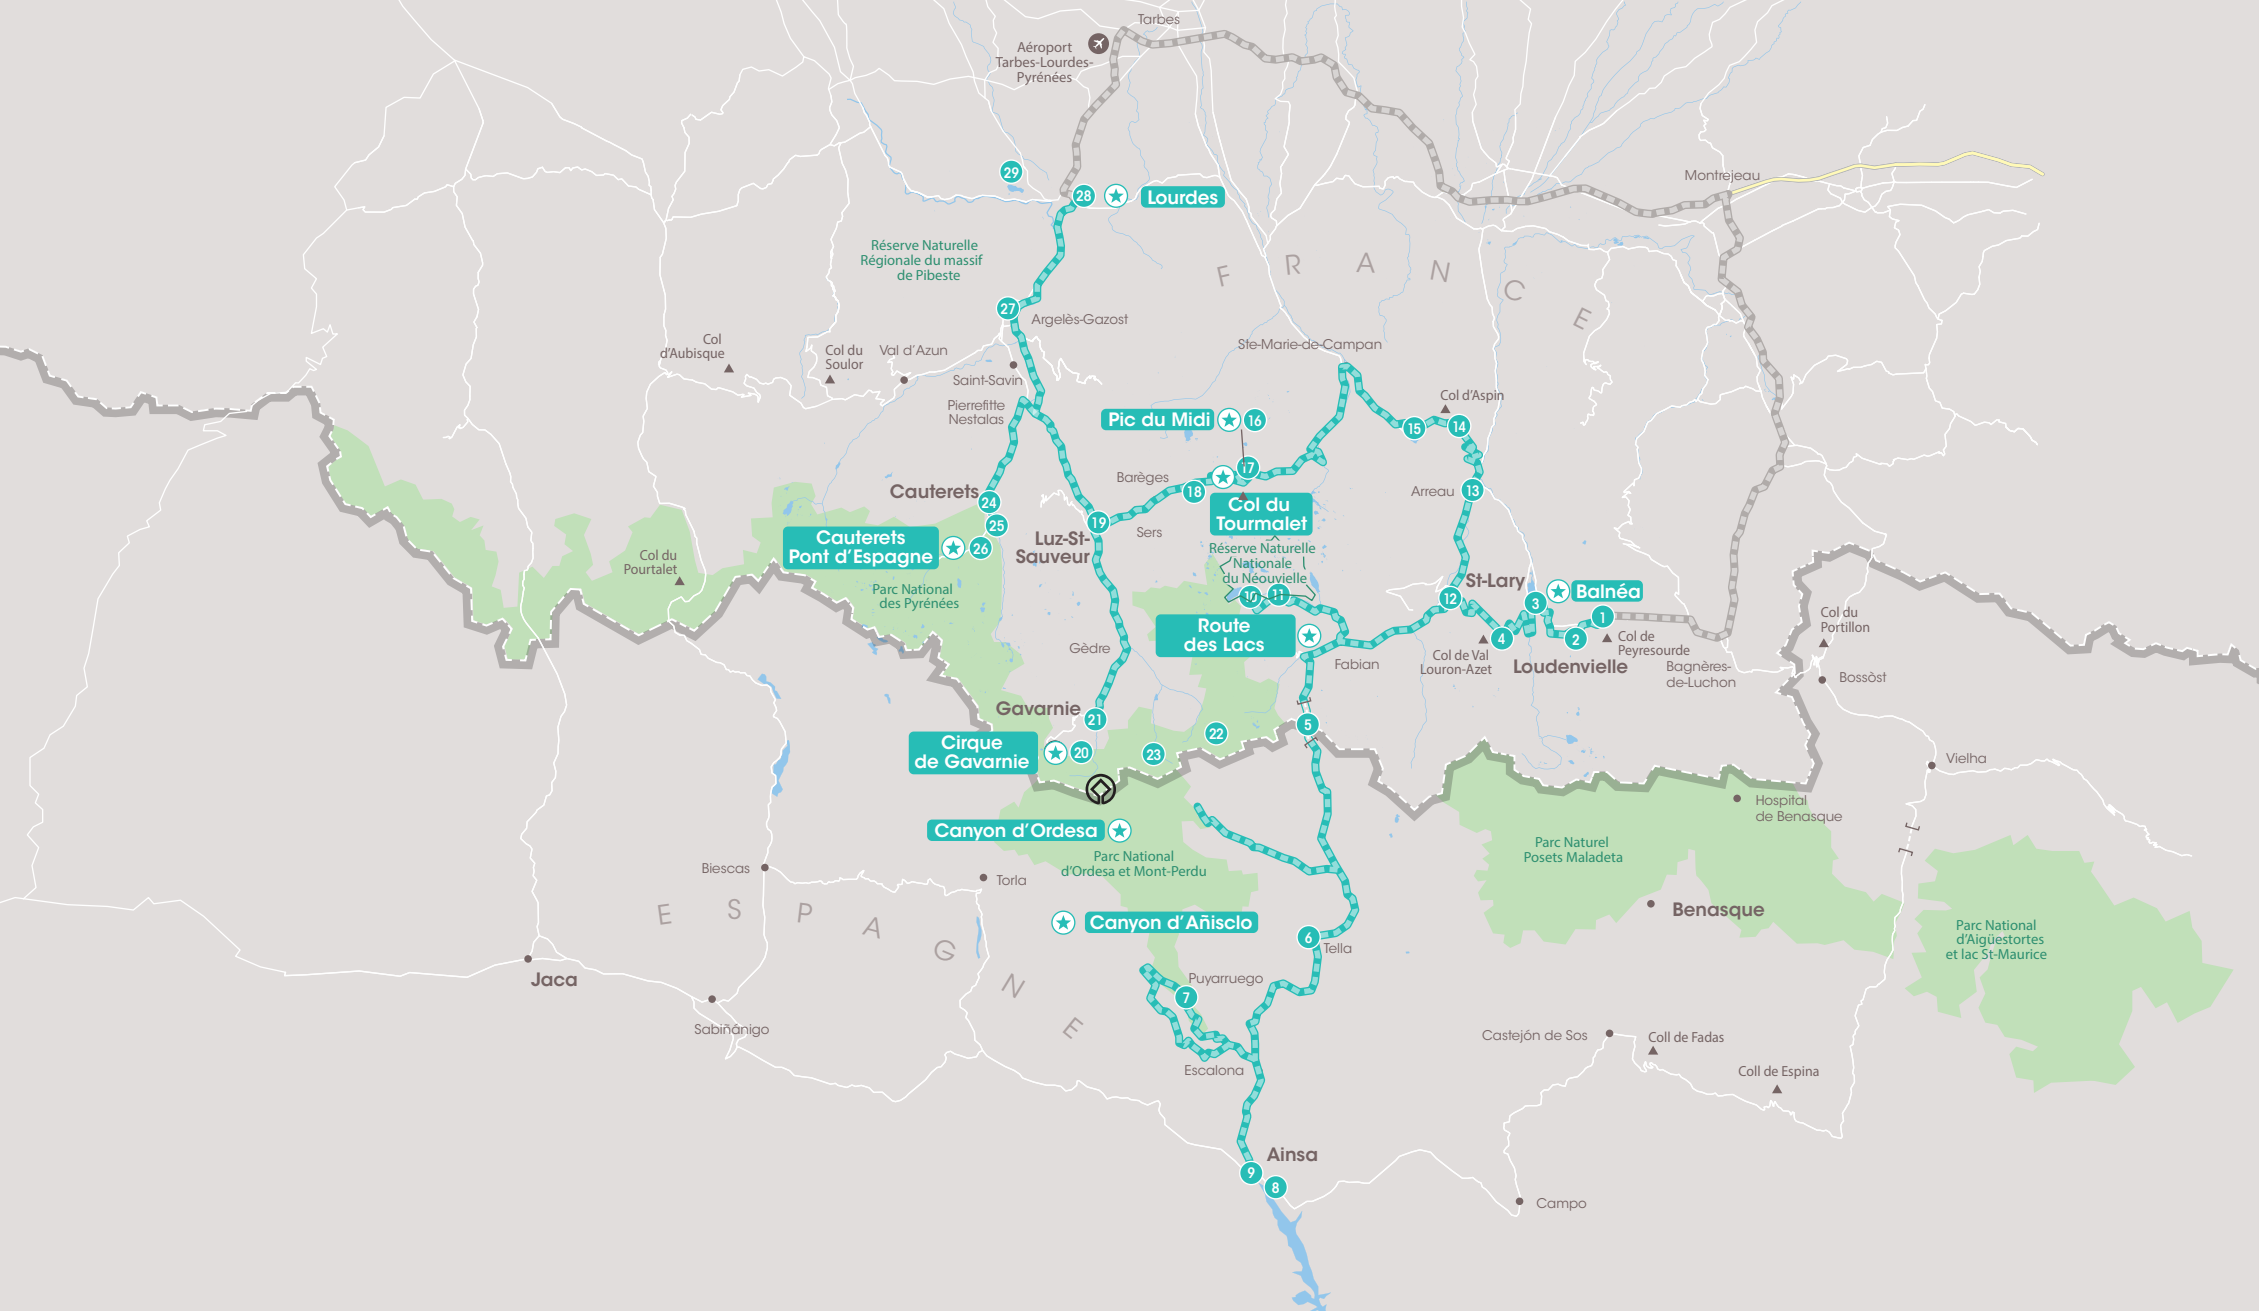 Tarbes
Aéroport
Tarbes-Lourdes-
Pyrénées
Montrejeau
29
28
Lourdes
Réserve Naturelle
Régionale du massif
de Pibeste
F R A N C E
27
Argelès-Gazost
Col
d'Aubisque
Col du
Soulor
Val d'Azun
Saint-Savin
Ste-Marie-de-Campan
Pierrefitte
Nestalas
Col d'Aspin
Pic du Midi
16
15
14
Barèges
17
18
Cauterets
24
Arreau
13
Col du
Tourmalet
25
19
Sers
Luz-St-
Sauveur
Cauterets
Pont d'Espagne
26
Réserve Naturelle
Nationale
du Néouvielle
Col du
Pourtalet
Parc National
des Pyrénées
10
11
12
St-Lary
3
Balnéa
1
2
4
Col de
Peyresourde
Col du
Portillon
Route
des Lacs
Gèdre
Fabian
Col de Val
Louron-Azet
Loudenvielle
Bagnères-
de-Luchon
Bossòst
Gavarnie
21
5
22
Cirque
de Gavarnie
20
23
Vielha
Hospital
de Benasque
Canyon d'Ordesa
Parc National
d'Ordesa et Mont-Perdu
Parc Naturel
Posets Maladeta
Biescas
Torla
E S P A G N E
Canyon d'Añisclo
Benasque
6
Tella
Parc National
d'Aigüestortes
et lac St-Maurice
Jaca
Puyarruego
7
Sabiñánigo
Castejón de Sos
Coll de Fadas
Escalona
Coll de Espina
Ainsa
9
8
Campo